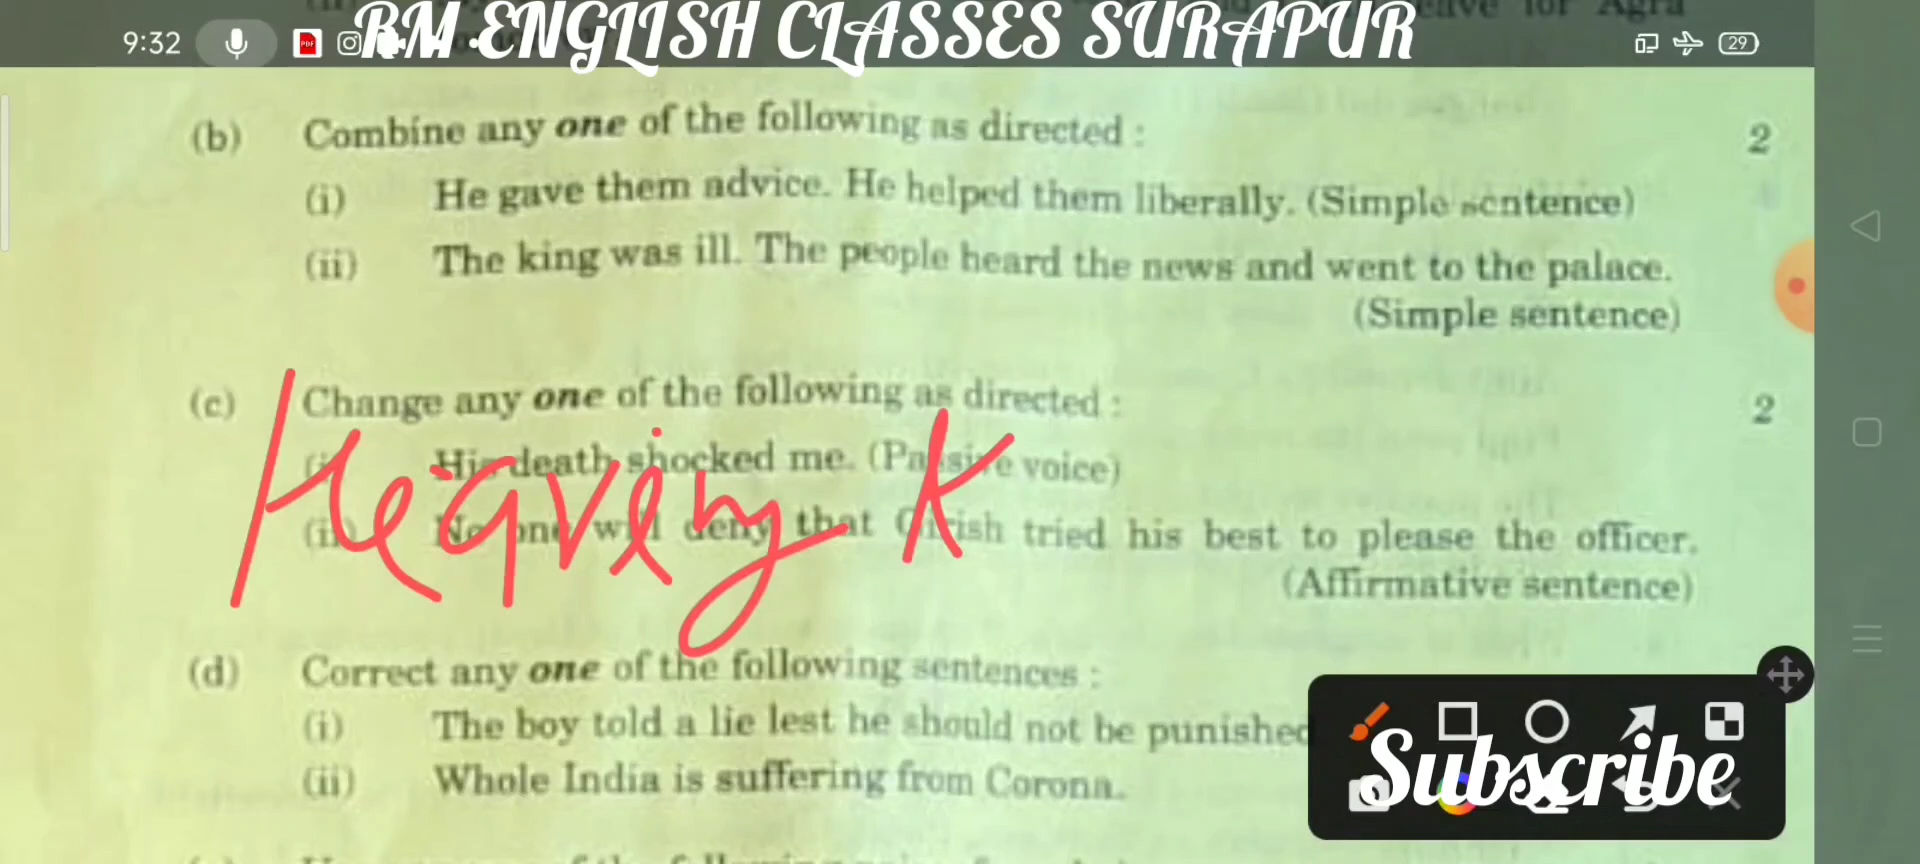 RM ENGLISH CLASSES SURAPUR
9:32
29
(b) Combine any one of the following as directed : 2
(i) He gave them advice. He helped them liberally. (Simple sentence)
(ii) The king was ill. The people heard the news and went to the palace.
(Simple sentence)
(c) Change any one of the following as directed : 2
(i) His death shocked me. (Passive voice)
(ii) No one will deny that Girish tried his best to please the officer.
(Affirmative sentence)
(d) Correct any one of the following sentences :
(i) The boy told a lie lest he should not be punished
(ii) Whole India is suffering from Corona.
Subscribe